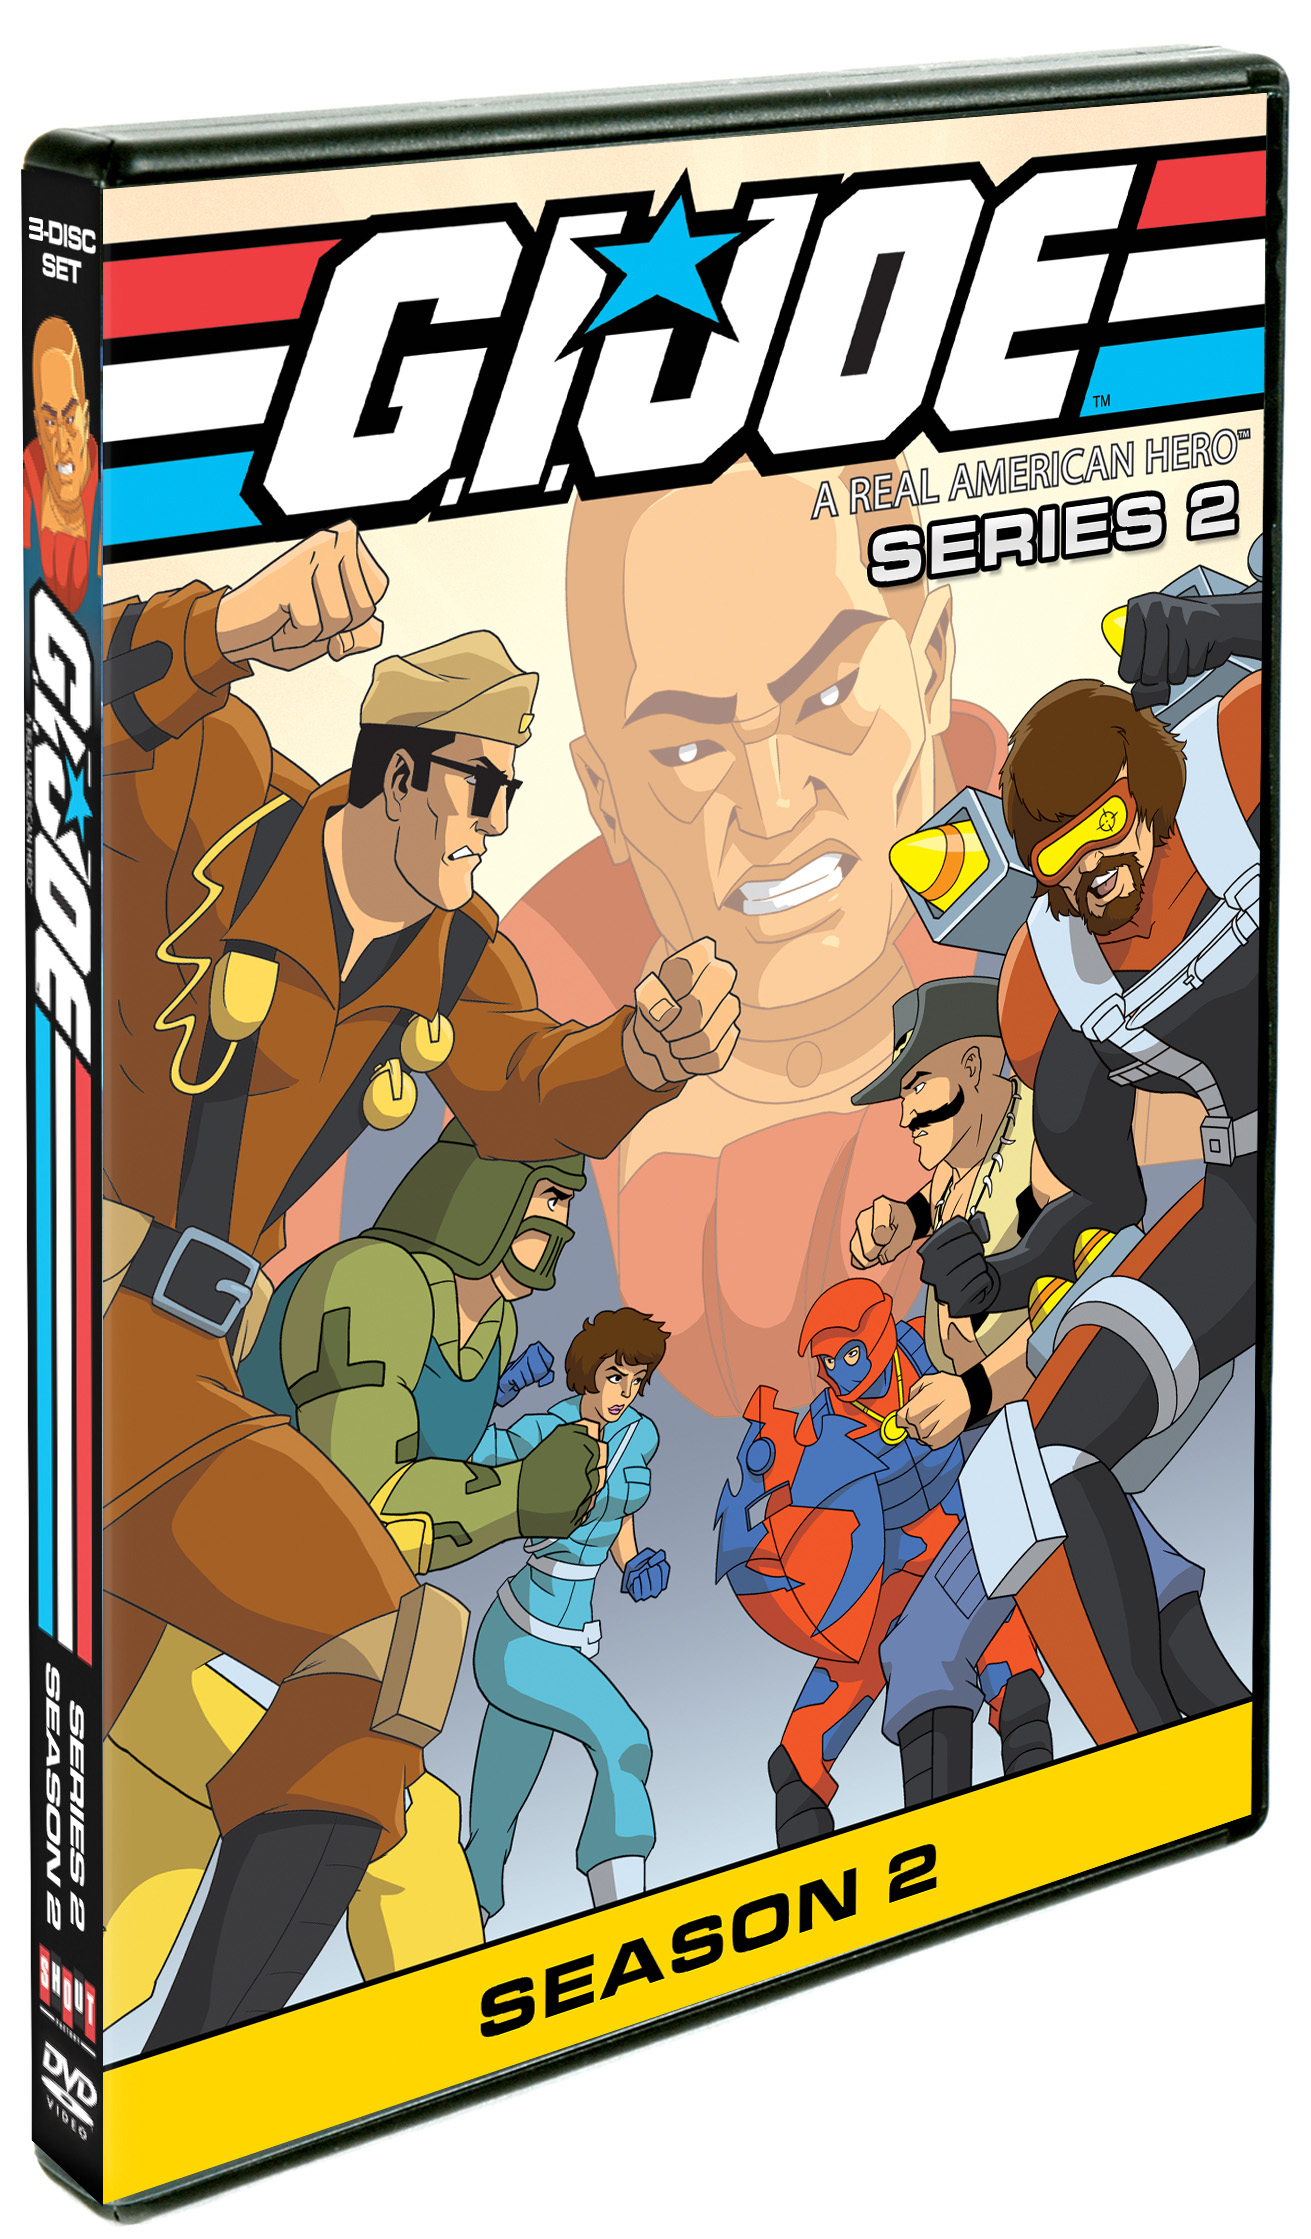 G.I. JOE
TM
A REAL AMERICAN HERO™
SERIES 2
SEASON 2
3-DISC
SET
G.I. JOE
A REAL AMERICAN HERO
SERIES 2
SEASON 2
SHOUT
FACTORY
DVD
VIDEO